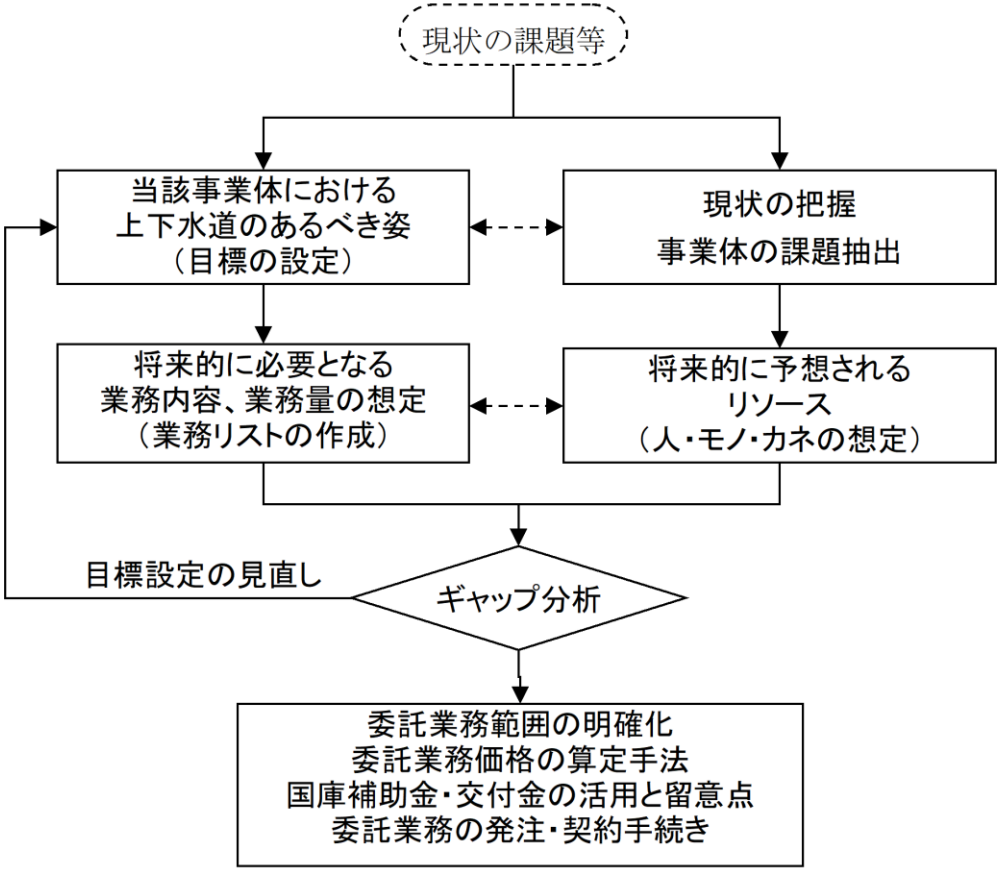 現状の課題等
当該事業体における
上下水道のあるべき姿
（目標の設定）
現状の把握
事業体の課題抽出
将来的に必要となる
業務内容、業務量の想定
（業務リストの作成）
将来的に予想される
リソース
（人・モノ・カネの想定）
目標設定の見直し
ギャップ分析
委託業務範囲の明確化
委託業務価格の算定手法
国庫補助金・交付金の活用と留意点
委託業務の発注・契約手続き